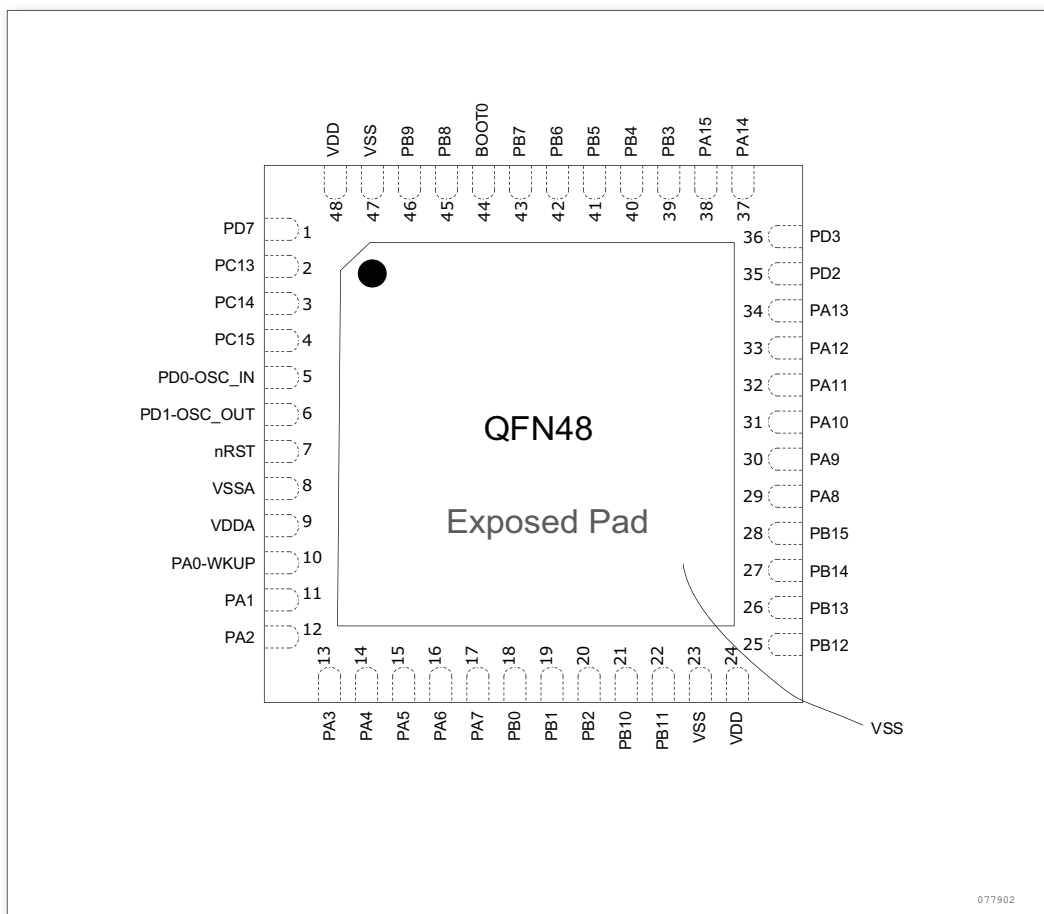 VDD
VSS
PB9
PB8
BOOT0
PB7
PB6
PB5
PB4
PB3
PA15
PA14
48
47
46
45
44
43
42
41
40
39
38
37
PD7 1
PC13 2
PC14 3
PC15 4
PD0-OSC_IN 5
PD1-OSC_OUT 6
nRST 7
VSSA 8
VDDA 9
PA0-WKUP 10
PA1 11
PA2 12
QFN48
Exposed Pad
36 PD3
35 PD2
34 PA13
33 PA12
32 PA11
31 PA10
30 PA9
29 PA8
28 PB15
27 PB14
26 PB13
25 PB12
13
14
15
16
17
18
19
20
21
22
23
24
PA3
PA4
PA5
PA6
PA7
PB0
PB1
PB2
PB10
PB11
VSS
VDD
VSS
077902